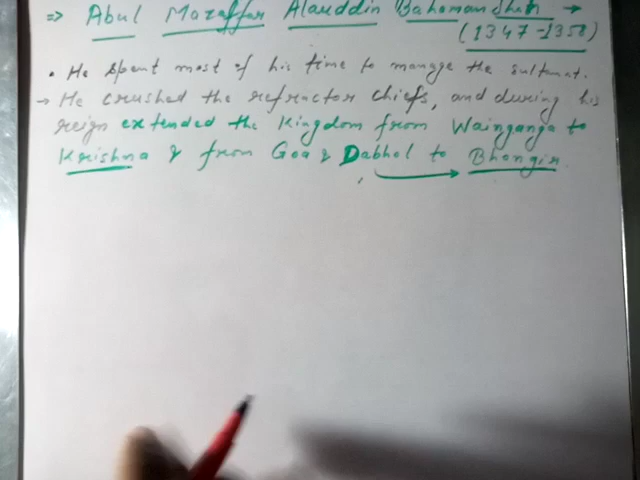 => Abul Mozaffar Alauddin Bahaman Shah →
(1347-1358)
• He spent most of his time to manage the sultanat.
→ He crushed the refractor chiefs, and during his
reign extended the Kingdom from Wainganga to
Krishna & from Goa & Dabhol to Bhongir.